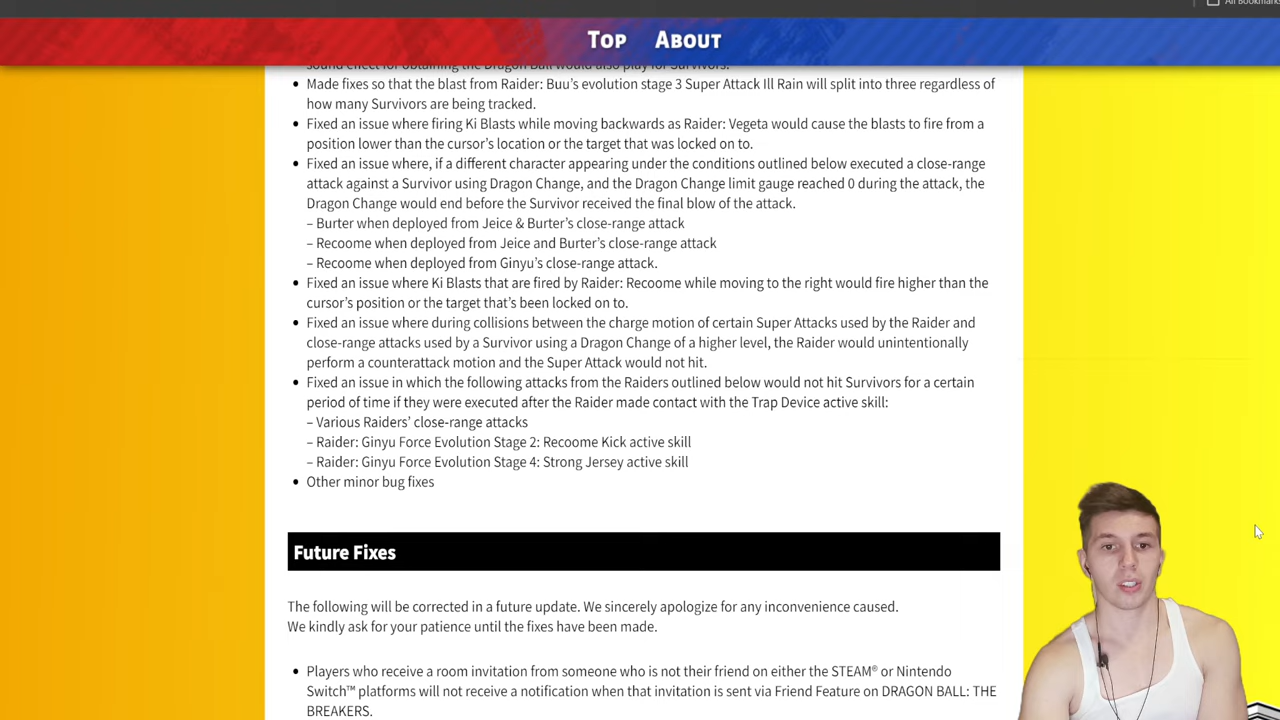 All Bookmarks
TOP ABOUT
sound effect for obtaining the Dragon Ball would also play for Survivors.
• Made fixes so that the blast from Raider: Buu's evolution stage 3 Super Attack Ill Rain will split into three regardless of
how many Survivors are being tracked.
• Fixed an issue where firing Ki Blasts while moving backwards as Raider: Vegeta would cause the blasts to fire from a
position lower than the cursor's location or the target that was locked on to.
• Fixed an issue where, if a different character appearing under the conditions outlined below executed a close-range
attack against a Survivor using Dragon Change, and the Dragon Change limit gauge reached 0 during the attack, the
Dragon Change would end before the Survivor received the final blow of the attack.
– Burter when deployed from Jeice & Burter's close-range attack
– Recoome when deployed from Jeice and Burter's close-range attack
– Recoome when deployed from Ginyu's close-range attack.
• Fixed an issue where Ki Blasts that are fired by Raider: Recoome while moving to the right would fire higher than the
cursor's position or the target that's been locked on to.
• Fixed an issue where during collisions between the charge motion of certain Super Attacks used by the Raider and
close-range attacks used by a Survivor using a Dragon Change of a higher level, the Raider would unintentionally
perform a counterattack motion and the Super Attack would not hit.
• Fixed an issue in which the following attacks from the Raiders outlined below would not hit Survivors for a certain
period of time if they were executed after the Raider made contact with the Trap Device active skill:
– Various Raiders' close-range attacks
– Raider: Ginyu Force Evolution Stage 2: Recoome Kick active skill
– Raider: Ginyu Force Evolution Stage 4: Strong Jersey active skill
• Other minor bug fixes
Future Fixes
The following will be corrected in a future update. We sincerely apologize for any inconvenience caused.
We kindly ask for your patience until the fixes have been made.
• Players who receive a room invitation from someone who is not their friend on either the STEAM® or Nintendo
Switch™ platforms will not receive a notification when that invitation is sent via Friend Feature on DRAGON BALL: THE
BREAKERS.